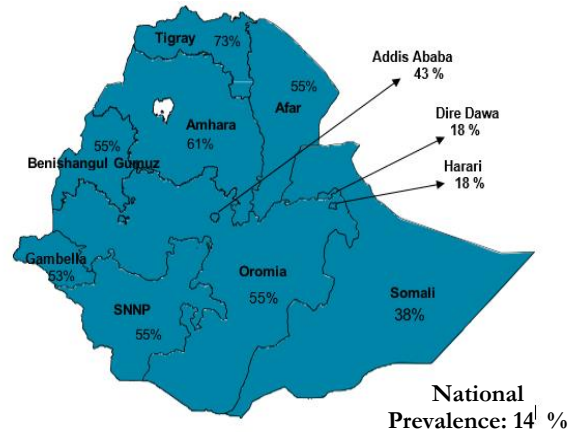 Tigray
73%
Addis Ababa
43 %
55%
Afar
Amhara
61%
Dire Dawa
18 %
55%
Benishangul Gumuz
Harari
18 %
Gambella
53%
Oromia
55%
Somali
38%
SNNP
55%
National
Prevalence: 14 %